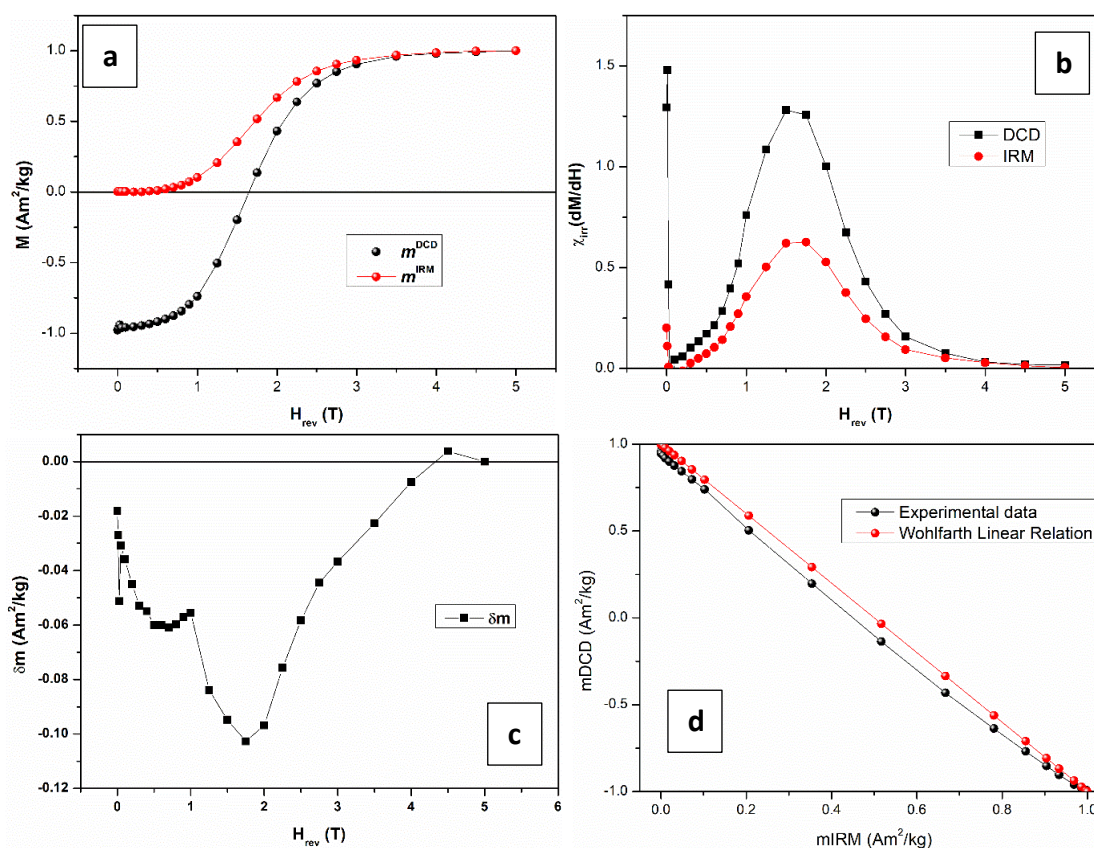 a
1.0
0.5
0.0
-0.5
-1.0
M (Am²/kg)
m^DCD
m^IRM
0 1 2 3 4 5
H_rev (T)
b
1.5
1.0
0.5
0.0
χ_irr(dM/dH)
DCD
IRM
0 1 2 3 4 5
H_rev (T)
0.00
-0.02
-0.04
-0.06
-0.08
-0.10
-0.12
δm (Am²/kg)
δm
c
0 1 2 3 4 5 6
H_rev (T)
1.0
0.5
0.0
-0.5
-1.0
mDCD (Am²/kg)
Experimental data
Wohlfarth Linear Relation
d
0.0 0.2 0.4 0.6 0.8 1.0
mIRM (Am²/kg)